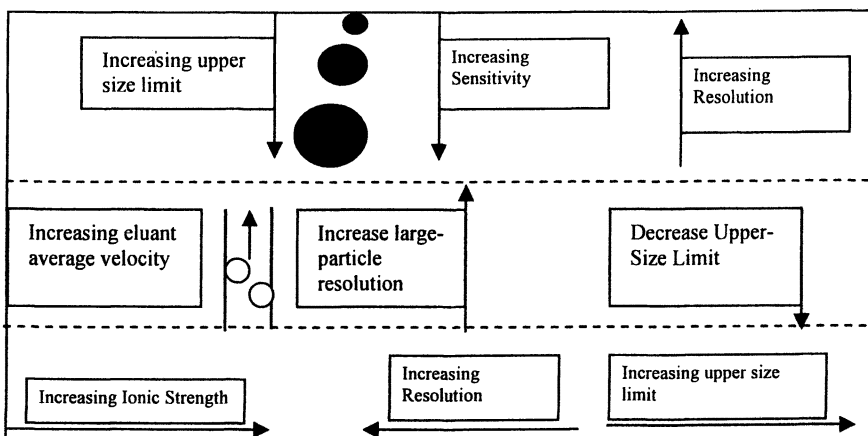 Increasing upper
size limit
Increasing
Sensitivity
Increasing
Resolution
Increasing eluant
average velocity
Increase large-
particle
resolution
Decrease Upper-
Size Limit
Increasing Ionic Strength
Increasing
Resolution
Increasing upper size
limit